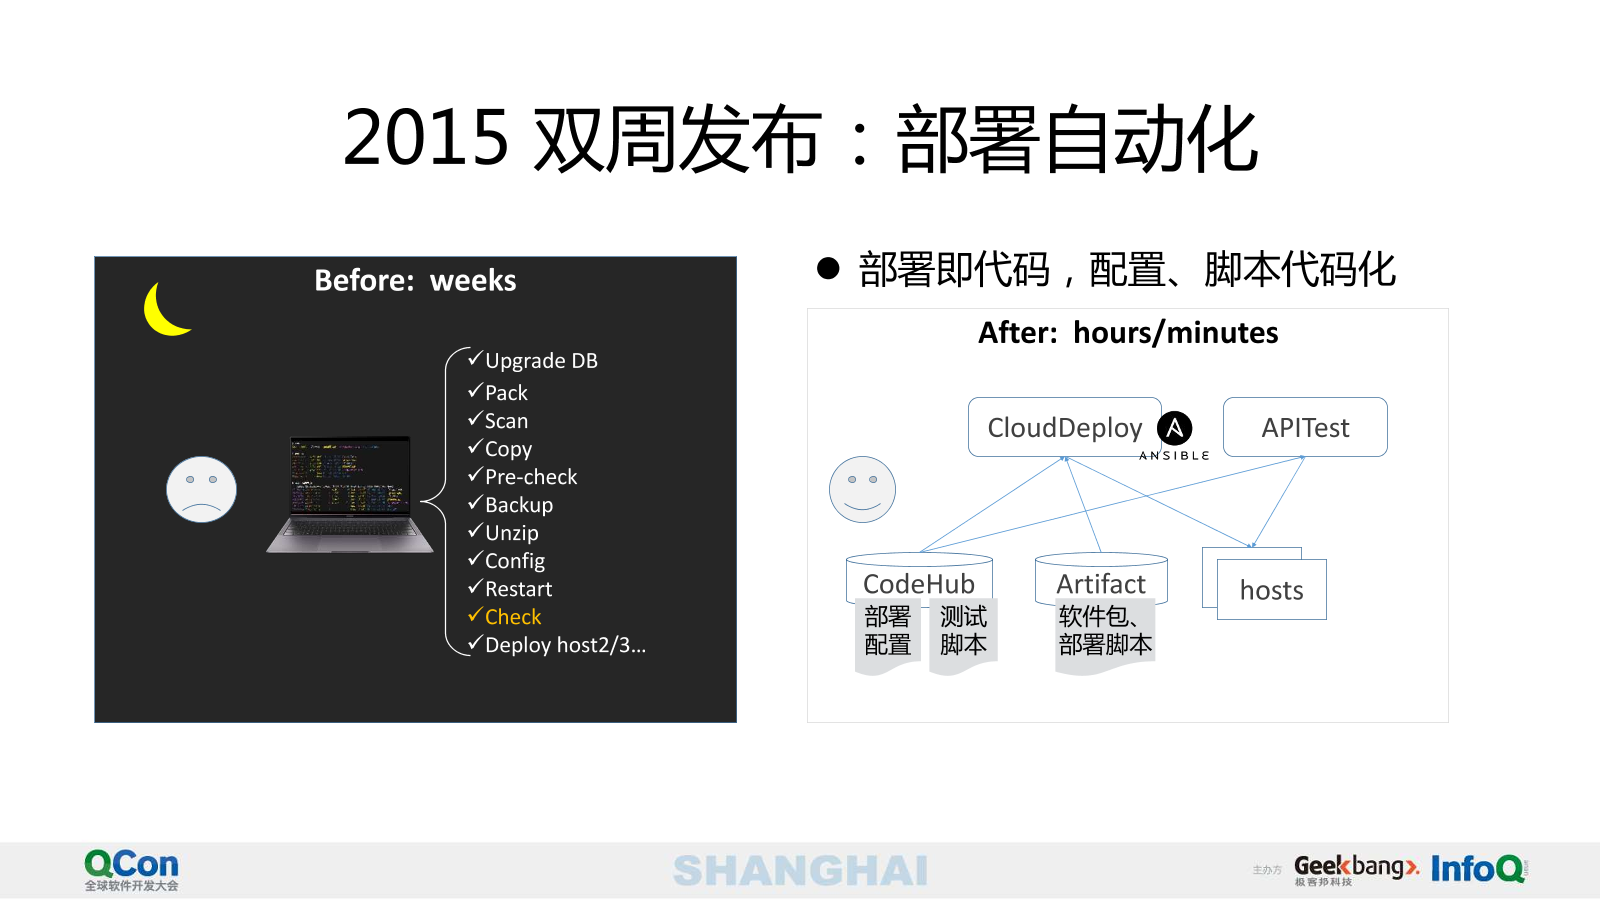 2015 双周发布：部署自动化
Before: weeks
✓Upgrade DB
✓Pack
✓Scan
✓Copy
✓Pre-check
✓Backup
✓Unzip
✓Config
✓Restart
✓Check
✓Deploy host2/3...
● 部署即代码，配置、脚本代码化
After: hours/minutes
CloudDeploy
ANSIBLE
APITest
CodeHub
部署
配置
测试
脚本
Artifact
软件包、
部署脚本
hosts
QCon
全球软件开发大会
SHANGHAI
主办方
Geekbang>.
极客邦科技
InfoQ